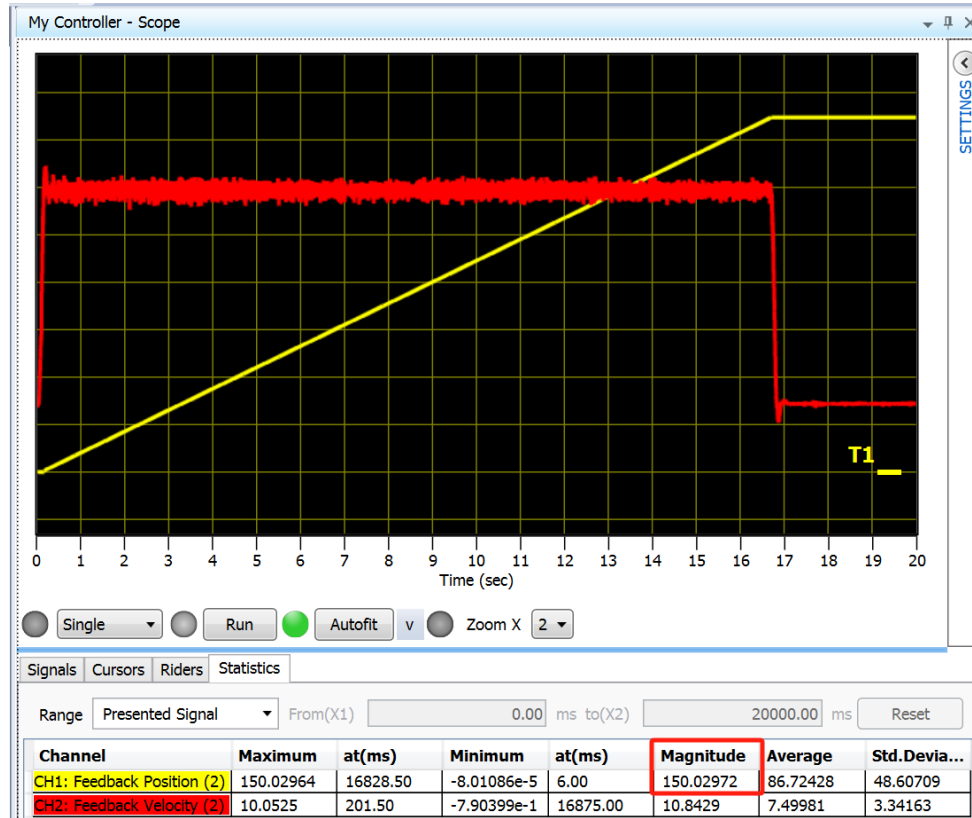 My Controller - Scope
SETTINGS
T1
0 1 2 3 4 5 6 7 8 9 10 11 12 13 14 15 16 17 18 19 20
Time (sec)
Single Run Autofit v Zoom X 2
Signals Cursors Riders Statistics
Range Presented Signal From(X1) 0.00 ms to(X2) 20000.00 ms Reset
Channel Maximum at(ms) Minimum at(ms) Magnitude Average Std.Devia...
CH1: Feedback Position (2) 150.02964 16828.50 -8.01086e-5 6.00 150.02972 86.72428 48.60709
CH2: Feedback Velocity (2) 10.0525 201.50 -7.90399e-1 16875.00 10.8429 7.49981 3.34163